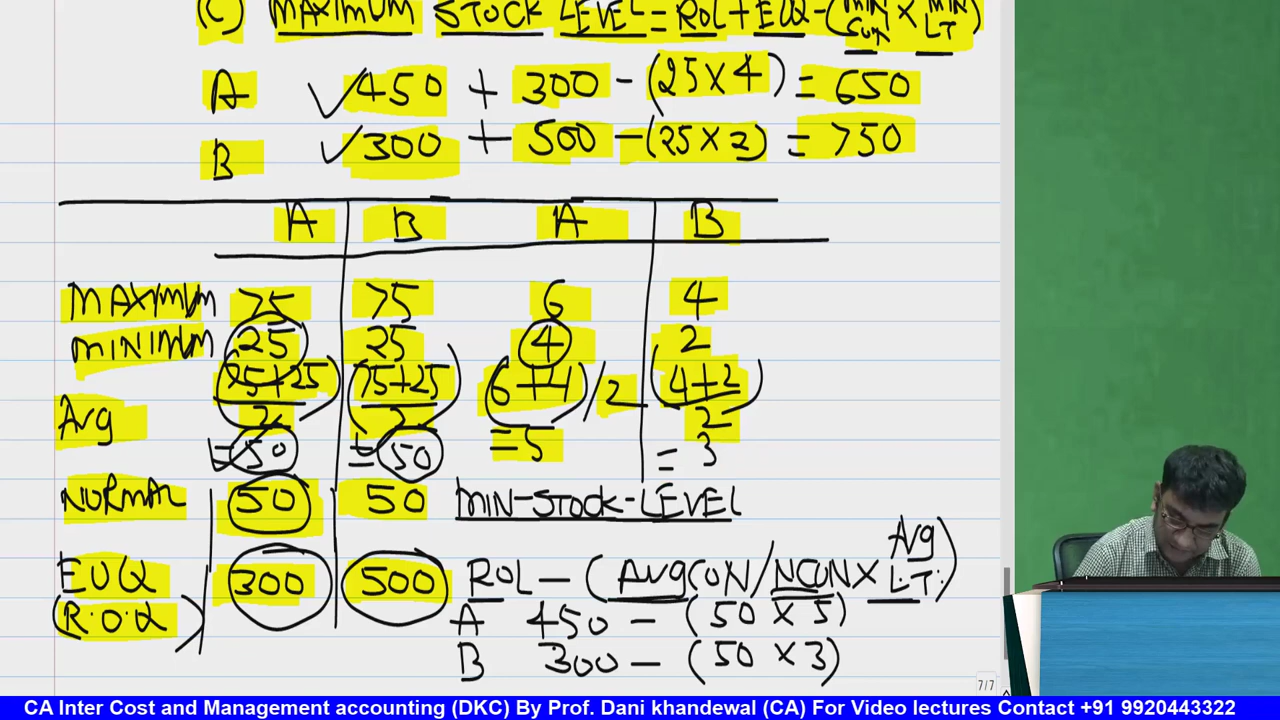 (C) MAXIMUM STOCK LEVEL = ROL + EOQ - (MIN CON X MIN LT)
A ✓450 + 300 - (25 X 4) = 650
B ✓300 + 500 - (25 X 2) = 750
A B A B
MAXIMUM 75 75 6 4
MINIMUM 25 25 4 2
Avg (75+25)/2 (75+25)/2 (6+4)/2 (4+2)/2
= 50 = 50 = 5 = 3
NORMAL 50 50 MIN-STOCK-LEVEL
EOQ (R.O.Q) 300 500 ROL - (Avg CON/NCON X Avg L.T.)
A 450 - (50 X 5)
B 300 - (50 X 3)
7/7
CA Inter Cost and Management accounting (DKC) By Prof. Dani khandewal (CA) For Video lectures Contact +91 9920443322